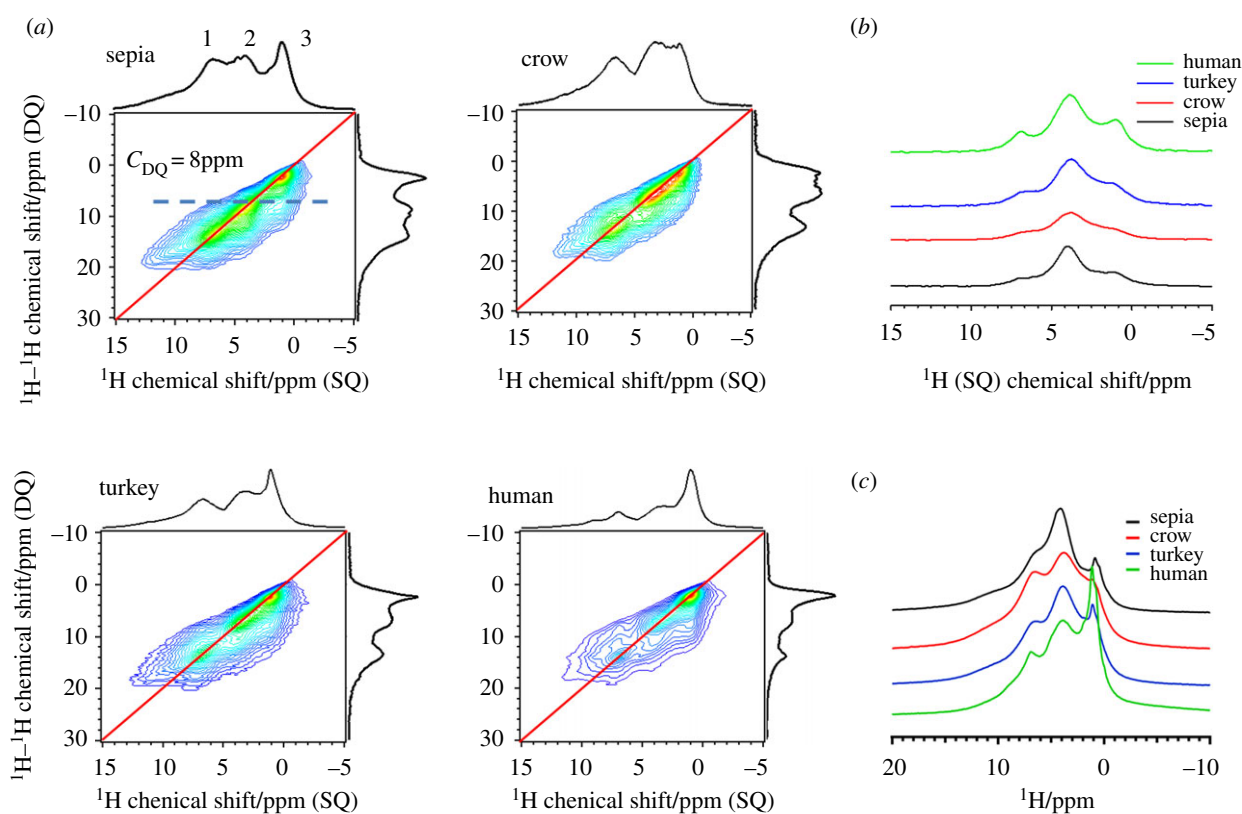 (a)
sepia
1 2 3
C_DQ = 8ppm
–10
0
10
20
30
15 10 5 0 –5
¹H–¹H chemical shift/ppm (DQ)
¹H chemical shift/ppm (SQ)
crow
–10
0
10
20
30
15 10 5 0 –5
¹H chemical shift/ppm (SQ)
(b)
human
turkey
crow
sepia
15 10 5 0 –5
¹H (SQ) chemical shift/ppm
turkey
–10
0
10
20
30
15 10 5 0 –5
¹H–¹H chemical shift/ppm (DQ)
¹H chenical shift/ppm (SQ)
human
–10
0
10
20
30
15 10 5 0 –5
¹H chemical shift/ppm (SQ)
(c)
sepia
crow
turkey
human
20 10 0 –10
¹H/ppm